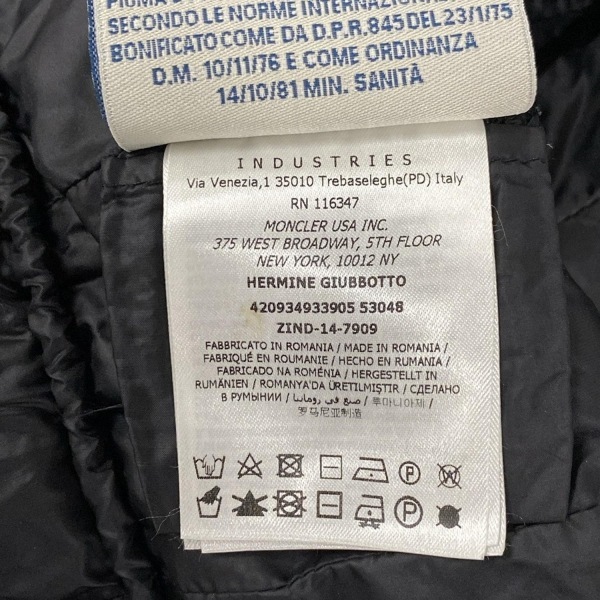 PIUMA
SECONDO LE NORME INTERNAZIONAL
BONIFICATO COME DA D.P.R. 845 DEL 23/1/75
D.M. 10/11/76 E COME ORDINANZA
14/10/81 MIN. SANITÀ
INDUSTRIES
Via Venezia,1 35010 Trebaseleghe(PD) Italy
RN 116347
MONCLER USA INC.
375 WEST BROADWAY, 5TH FLOOR
NEW YORK, 10012 NY
HERMINE GIUBBOTTO
420934933905 53048
ZIND-14-7909
FABBRICATO IN ROMANIA / MADE IN ROMANIA /
FABRIQUÉ EN ROUMANIE / HECHO EN RUMANIA /
FABRICADO NA ROMÉNIA / HERGESTELLT IN
RUMÄNIEN / ROMANYA'DA ÜRETILMIŞTIR / СДЕЛАНО
В РУМЫНИИ / صنع في رومانيا / 루마니아제 /
罗马尼亚制造
P W
P